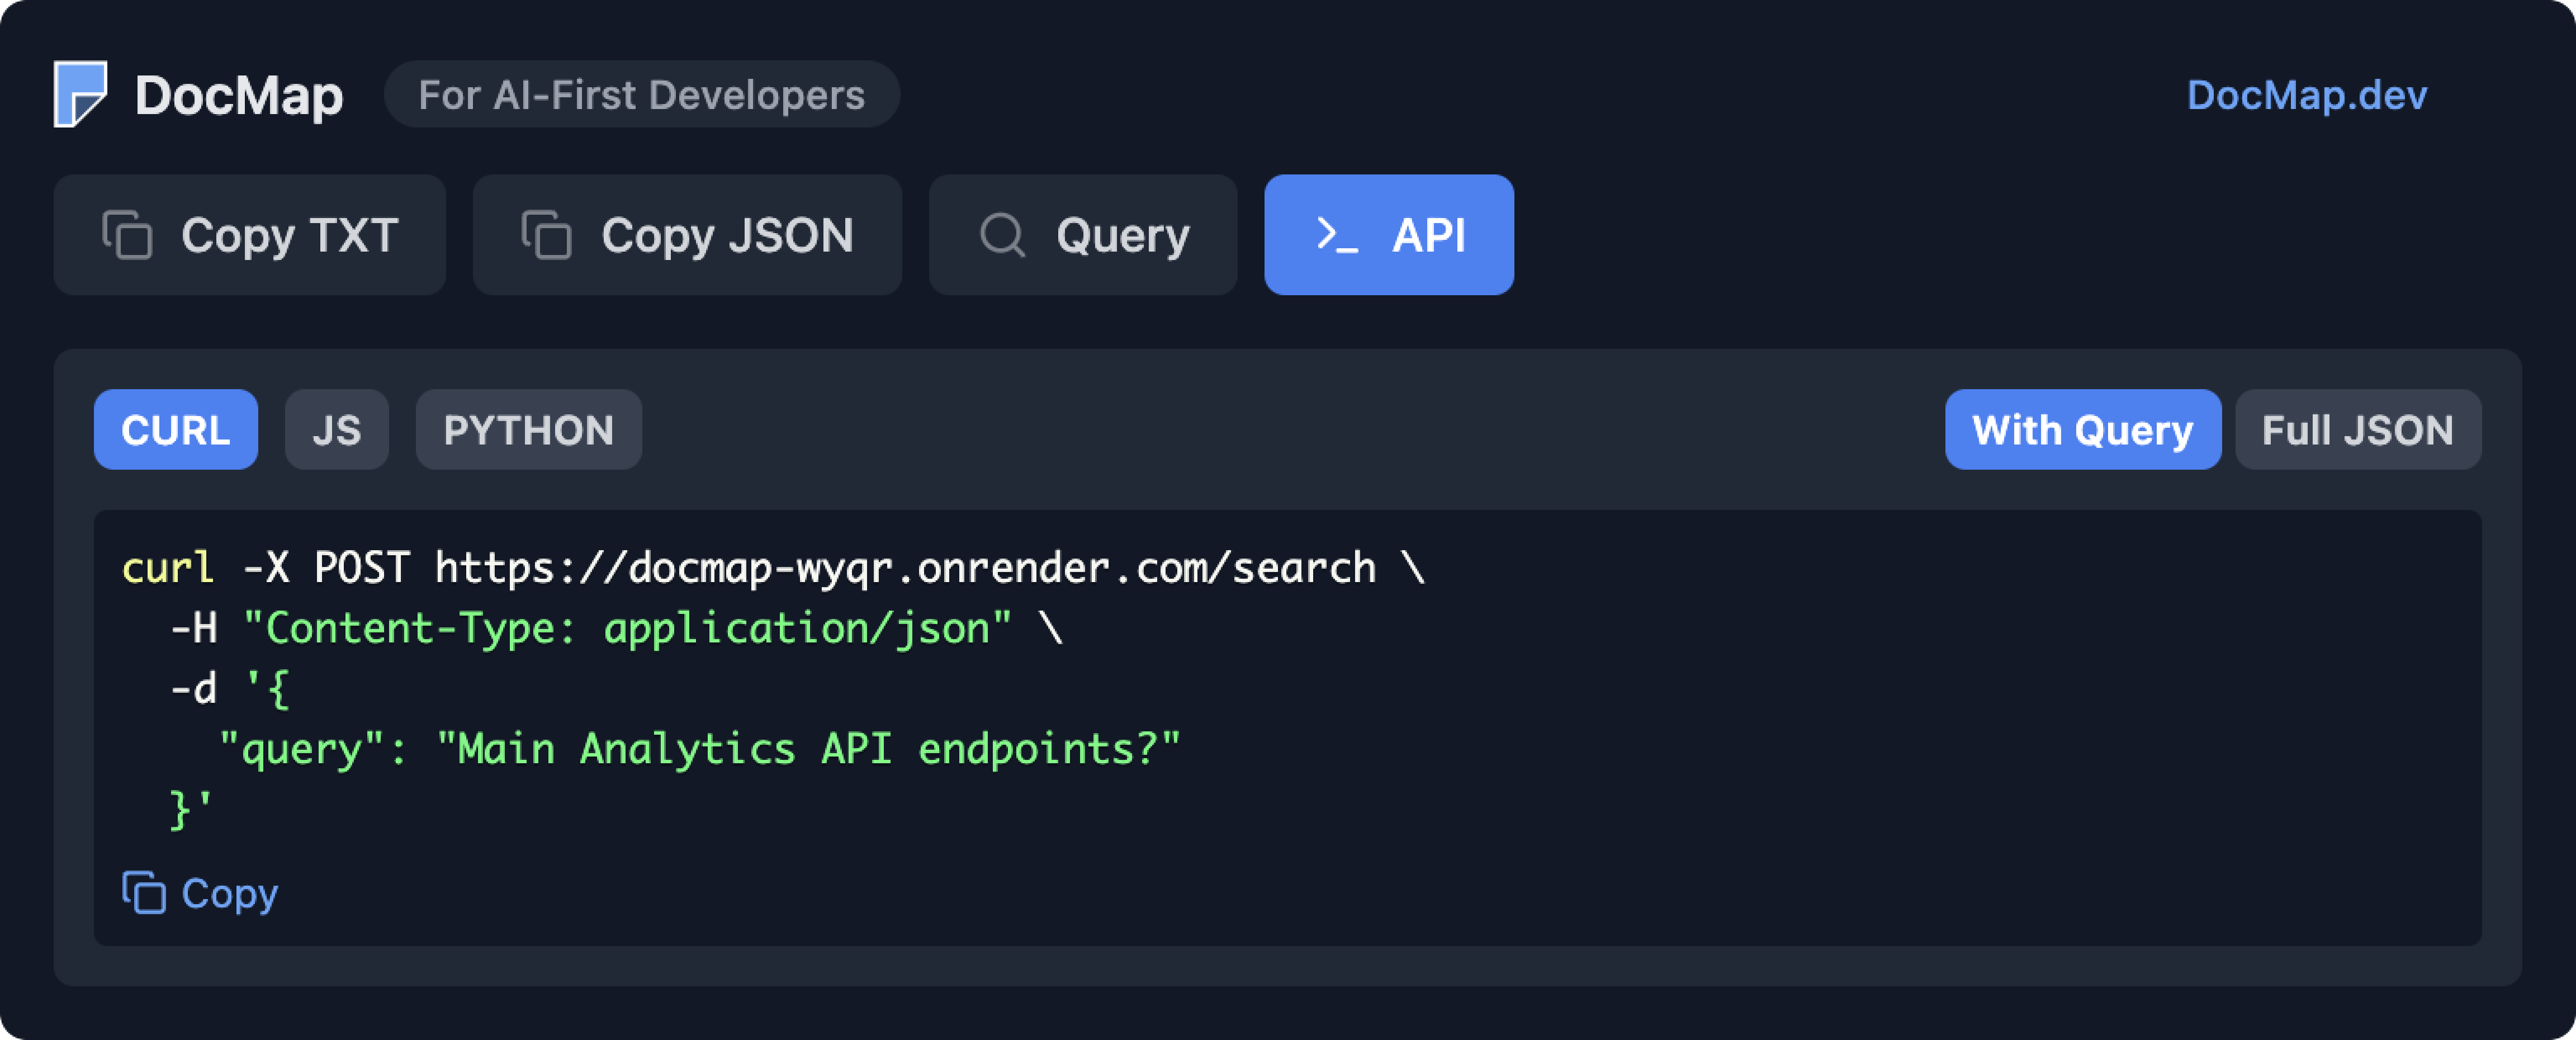 DocMap For AI-First Developers DocMap.dev
Copy TXT Copy JSON Query >_ API
CURL JS PYTHON With Query Full JSON
curl -X POST https://docmap-wyqr.onrender.com/search \
  -H "Content-Type: application/json" \
  -d '{
    "query": "Main Analytics API endpoints?"
  }'
Copy